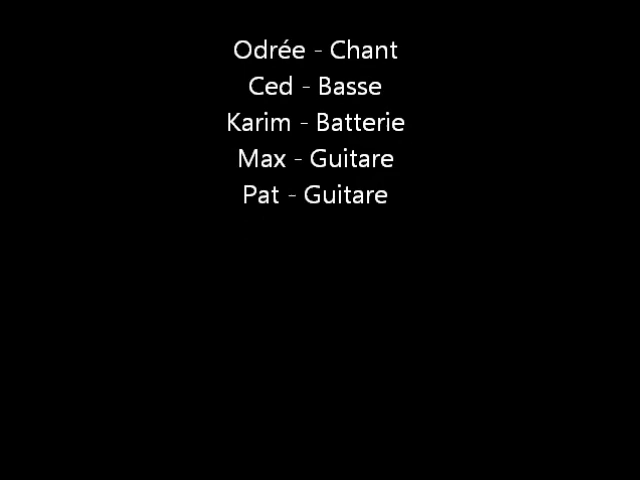 Odrée - Chant
Ced - Basse
Karim - Batterie
Max - Guitare
Pat - Guitare